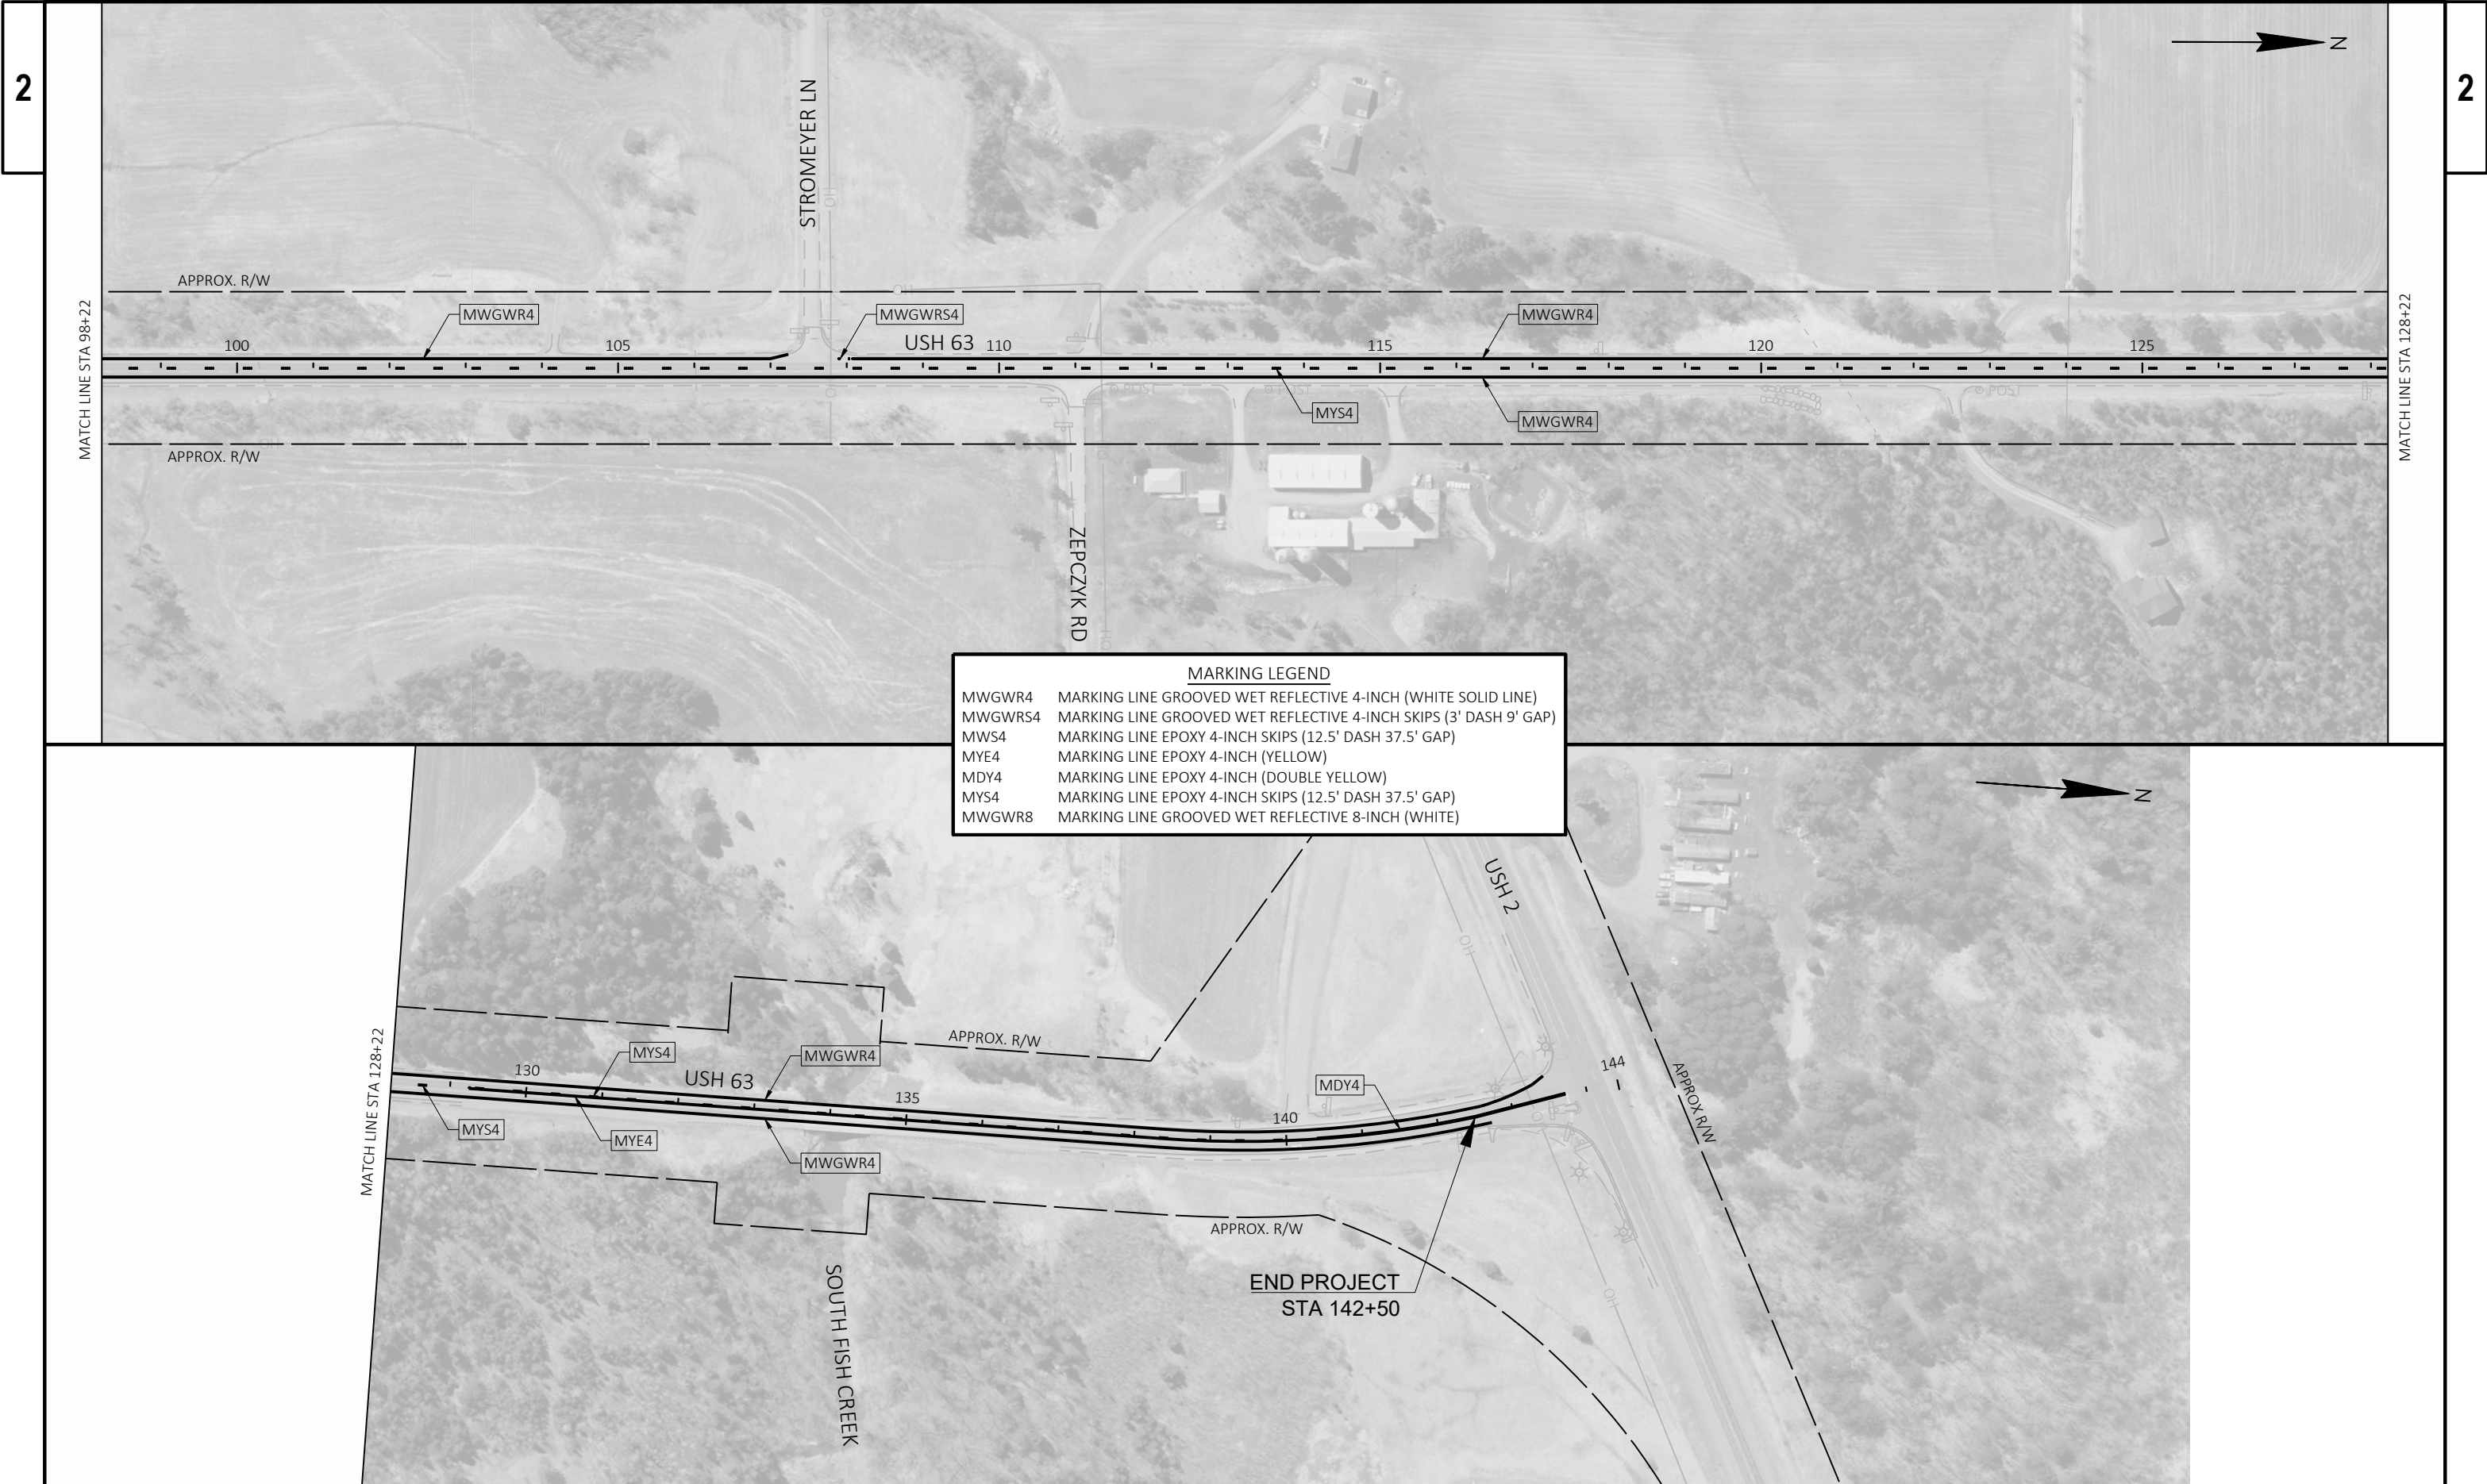 2
2
N
STROMEYER LN
APPROX. R/W
MWGWR4
MWGWRS4
MWGWR4
USH 63
100
105
110
115
120
125
MATCH LINE STA 98+22
MATCH LINE STA 128+22
POST
POST
MYS4
MWGWR4
APPROX. R/W
ZEPCZYK RD
MARKING LEGEND
MWGWR4 MARKING LINE GROOVED WET REFLECTIVE 4-INCH (WHITE SOLID LINE)
MWGWRS4 MARKING LINE GROOVED WET REFLECTIVE 4-INCH SKIPS (3' DASH 9' GAP)
MWS4 MARKING LINE EPOXY 4-INCH SKIPS (12.5' DASH 37.5' GAP)
MYE4 MARKING LINE EPOXY 4-INCH (YELLOW)
MDY4 MARKING LINE EPOXY 4-INCH (DOUBLE YELLOW)
MYS4 MARKING LINE EPOXY 4-INCH SKIPS (12.5' DASH 37.5' GAP)
MWGWR8 MARKING LINE GROOVED WET REFLECTIVE 8-INCH (WHITE)
N
USH 2
OH
APPROX. R/W
MATCH LINE STA 128+22
MYS4
MWGWR4
130
USH 63
135
140
144
MDY4
APPROX R/W
MYS4
MYE4
MWGWR4
APPROX. R/W
END PROJECT
STA 142+50
OH
SOUTH FISH CREEK